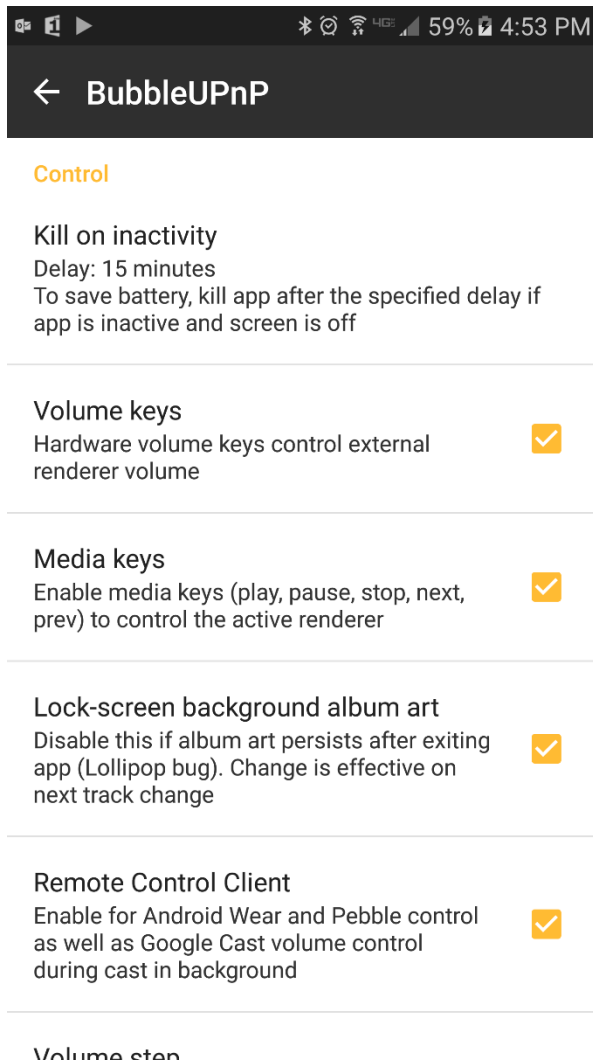 4G 59% 4:53 PM
BubbleUPnP
Control
Kill on inactivity
Delay: 15 minutes
To save battery, kill app after the specified delay if
app is inactive and screen is off
Volume keys
Hardware volume keys control external
renderer volume
Media keys
Enable media keys (play, pause, stop, next,
prev) to control the active renderer
Lock-screen background album art
Disable this if album art persists after exiting
app (Lollipop bug). Change is effective on
next track change
Remote Control Client
Enable for Android Wear and Pebble control
as well as Google Cast volume control
during cast in background
Volume step